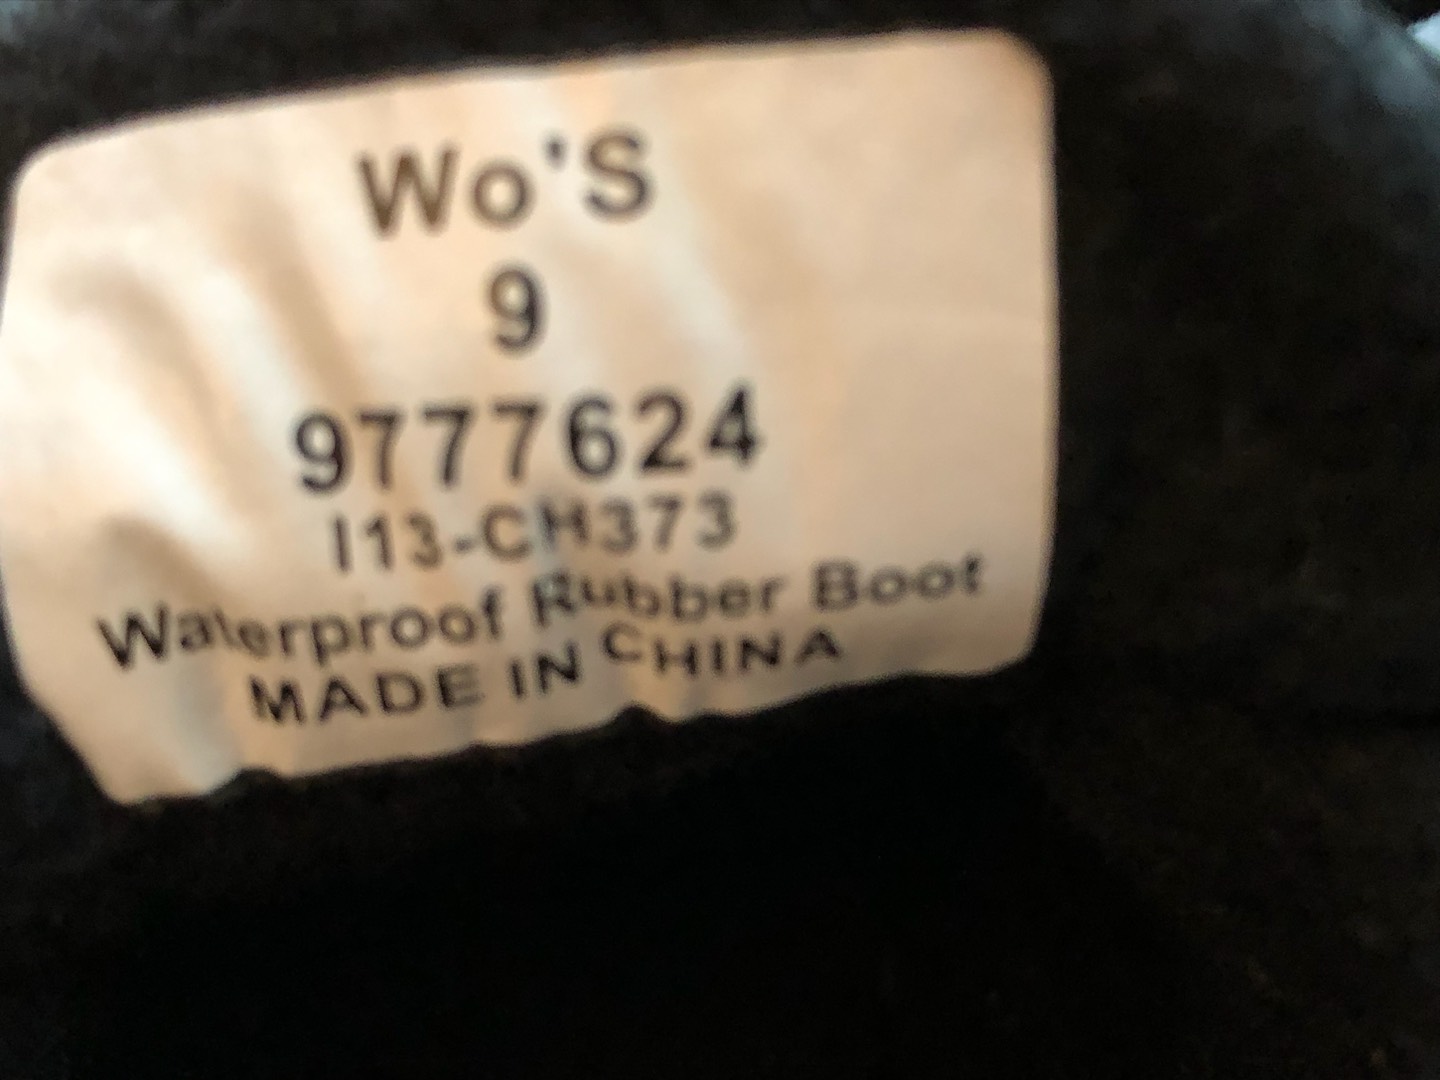 Wo'S
9
9777624
I13-CH373
Waterproof Rubber Boot
MADE IN CHINA